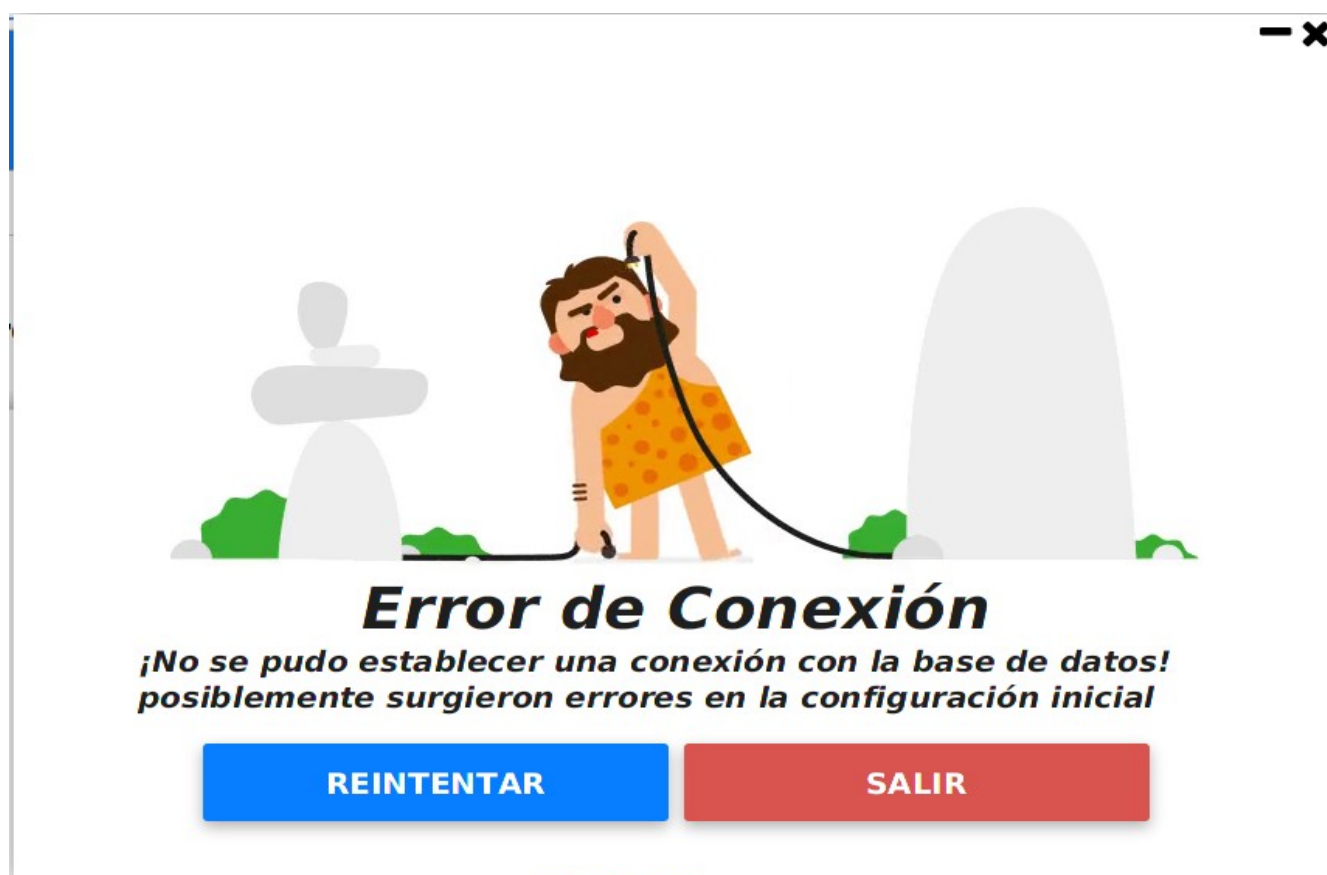 Error de Conexión
¡No se pudo establecer una conexión con la base de datos!
posiblemente surgieron errores en la configuración inicial
REINTENTAR
SALIR